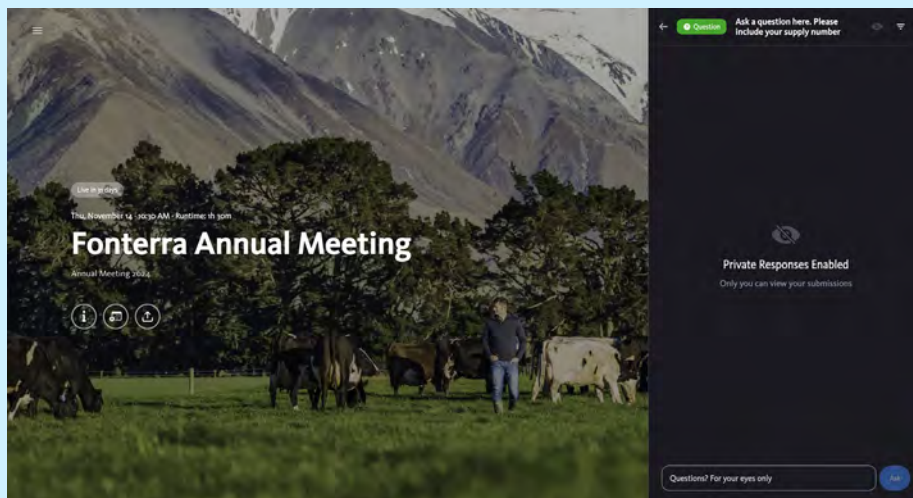 Live in 10 days
Thu, November 14 · 10:30 AM · Runtime: 1h 30m
Fonterra Annual Meeting
Annual Meeting 2024
Question
Ask a question here. Please
include your supply number
Private Responses Enabled
Only you can view your submissions
Questions? For your eyes only
Ask